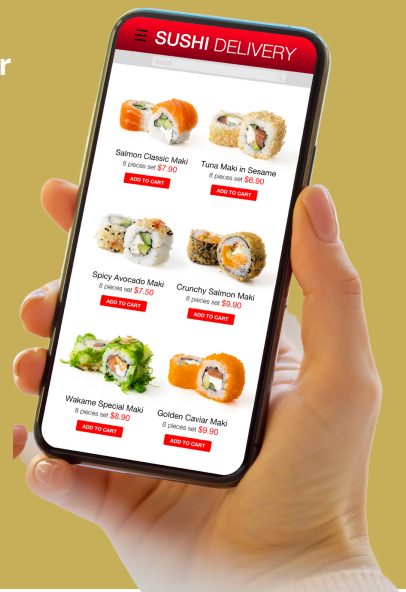 r
SUSHI DELIVERY
Search
Salmon Classic Maki
8 pieces set $7.90
ADD TO CART
Tuna Maki in Sesame
8 pieces set $6.90
ADD TO CART
Spicy Avocado Maki
8 pieces set $7.50
ADD TO CART
Crunchy Salmon Maki
8 pieces set $9.90
ADD TO CART
Wakame Special Maki
8 pieces set $8.90
ADD TO CART
Golden Caviar Maki
8 pieces set $9.90
ADD TO CART